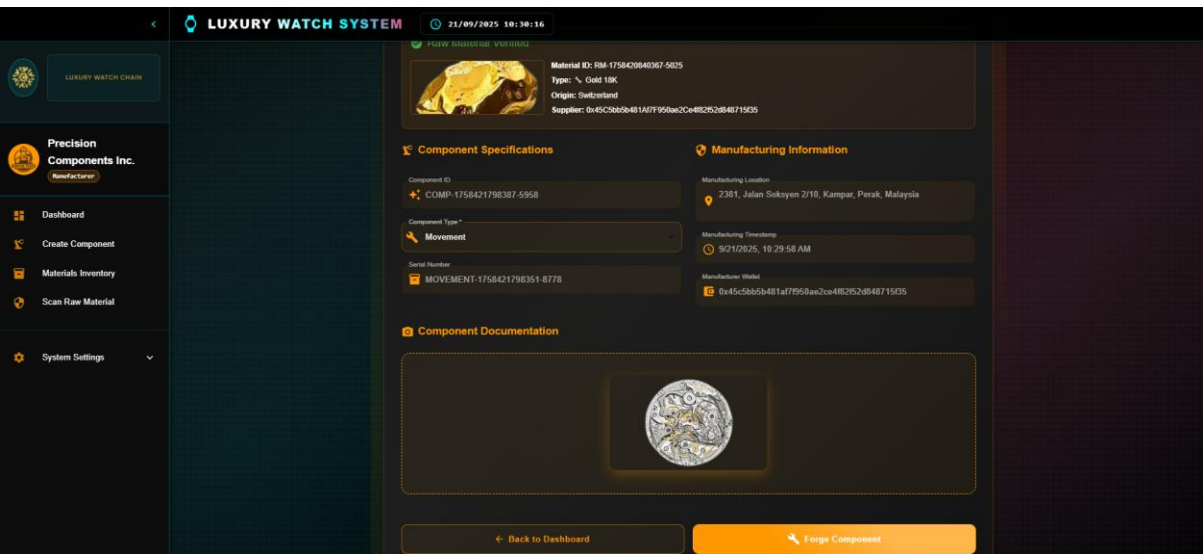 LUXURY WATCH SYSTEM
21/09/2025 10:30:16
LUXURY WATCH CHAIN
Precision
Components Inc.
Manufacturer
Dashboard
Create Component
Materials Inventory
Scan Raw Material
System Settings
Raw Material Verified
Material ID: RM-1758420840367-5025
Type: Gold 18K
Origin: Switzerland
Supplier: 0x45C5bb5b481Af7F950ae2Ce4f82f52d848715f35
Component Specifications
Component ID
COMP-1758421798387-5958
Component Type *
Movement
Serial Number
MOVEMENT-1758421798351-8778
Manufacturing Information
Manufacturing Location
2381, Jalan Seksyen 2/10, Kampar, Perak, Malaysia
Manufacturing Timestamp
9/21/2025, 10:29:58 AM
Manufacturer Wallet
0x45c5bb5b481af7f950ae2ce4f82f52d848715f35
Component Documentation
← Back to Dashboard
Forge Component